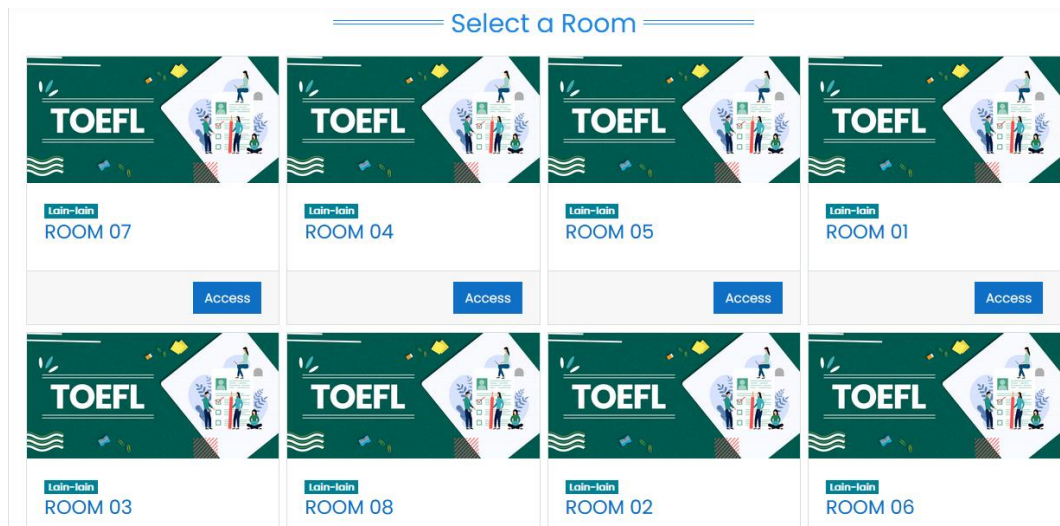 Select a Room
TOEFL
TOEFL
TOEFL
TOEFL
Lain-lain
ROOM 07
Lain-lain
ROOM 04
Lain-lain
ROOM 05
Lain-lain
ROOM 01
Access
Access
Access
Access
TOEFL
TOEFL
TOEFL
TOEFL
Lain-lain
ROOM 03
Lain-lain
ROOM 08
Lain-lain
ROOM 02
Lain-lain
ROOM 06